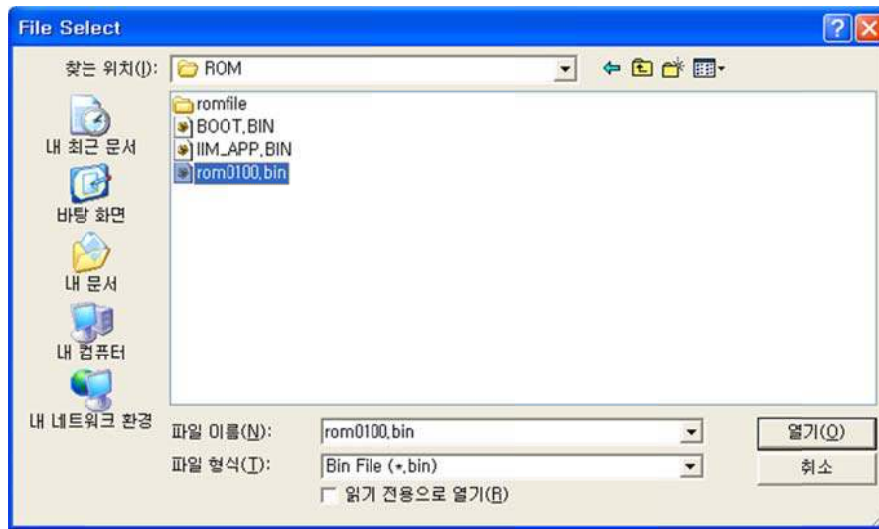 File Select
찾는 위치(I): ROM
romfile
BOOT.BIN
IIM_APP.BIN
rom0100.bin
내 최근 문서
바탕 화면
내 문서
내 컴퓨터
내 네트워크 환경
파일 이름(N): rom0100.bin 열기(O)
파일 형식(T): Bin File (*.bin) 취소
읽기 전용으로 열기(R)